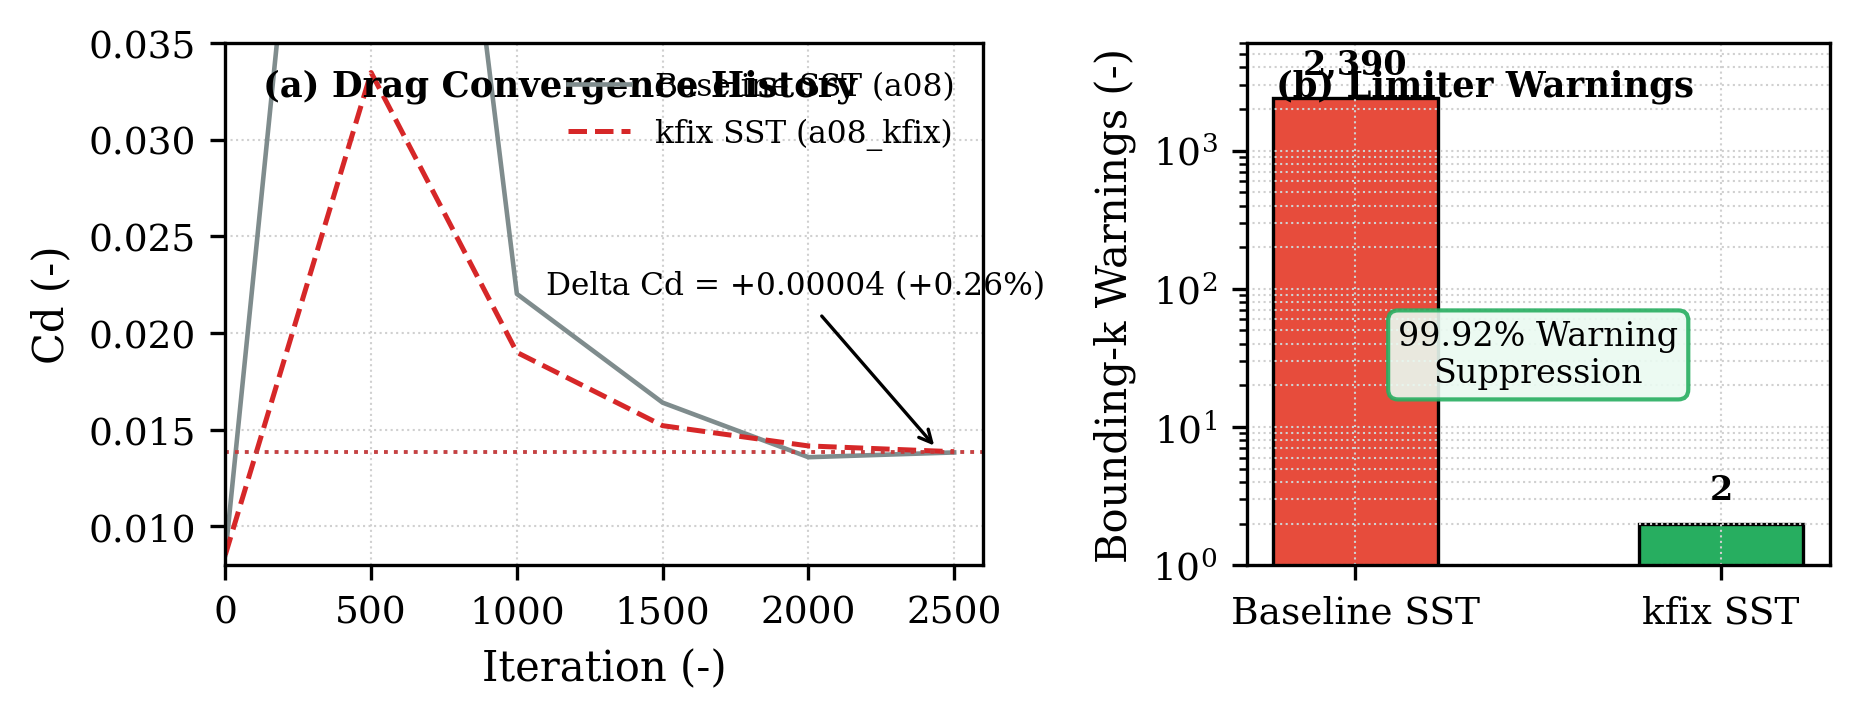 (a) Drag Convergence History
Baseline SST (a08)
kfix SST (a08_kfix)
Delta Cd = +0.00004 (+0.26%)
Cd (-)
0.035
0.030
0.025
0.020
0.015
0.010
0 500 1000 1500 2000 2500
Iteration (-)
(b) Limiter Warnings
2,390
99.92% Warning
Suppression
2
Bounding-k Warnings (-)
10³
10²
10¹
10⁰
Baseline SST kfix SST